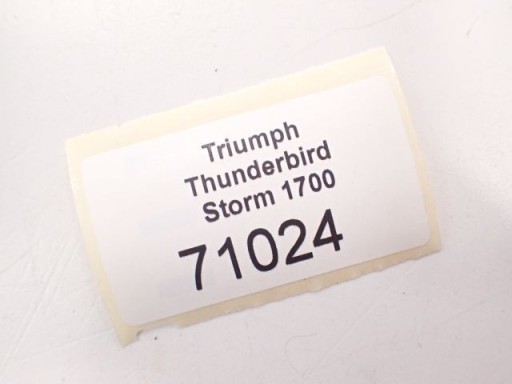 Triumph
Thunderbird
Storm 1700
71024